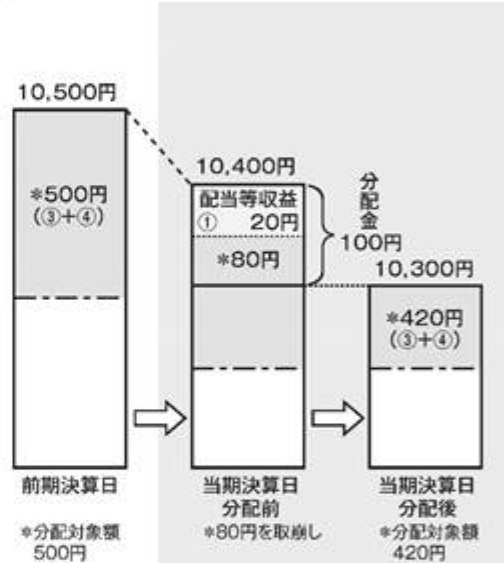 10,500円
*500円
(③+④)
前期決算日
*分配対象額
500円
10,400円
配当等収益
① 20円
*80円
分配金
100円
当期決算日
分配前
*80円を取崩し
10,300円
*420円
(③+④)
当期決算日
分配後
*分配対象額
420円